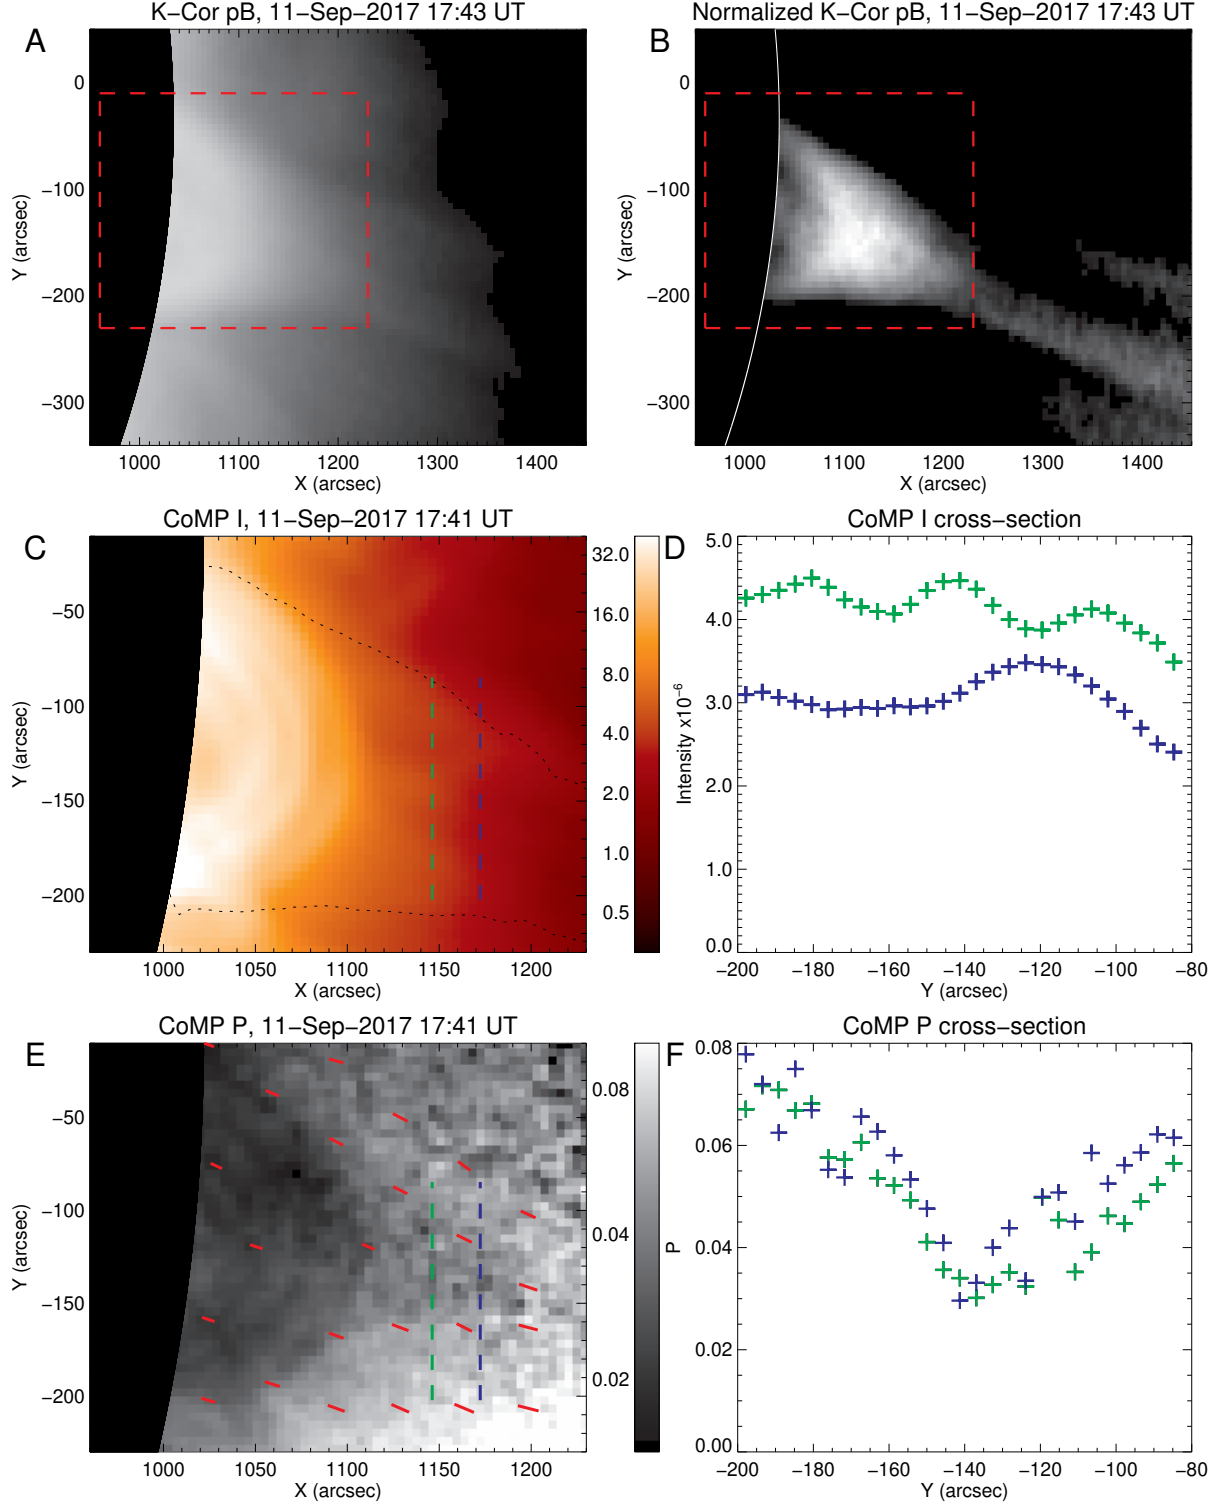 K−Cor pB, 11−Sep−2017 17:43 UT
A
0
−100
−200
−300
Y (arcsec)
1000 1100 1200 1300 1400
X (arcsec)
Normalized K−Cor pB, 11−Sep−2017 17:43 UT
B
0
−100
−200
−300
Y (arcsec)
1000 1100 1200 1300 1400
X (arcsec)
CoMP I, 11−Sep−2017 17:41 UT
C
−50
−100
−150
−200
Y (arcsec)
1000 1050 1100 1150 1200
X (arcsec)
32.0
16.0
8.0
4.0
2.0
1.0
0.5
CoMP I cross−section
D
5.0
4.0
3.0
2.0
1.0
0.0
Intensity x10⁻⁶
−200 −180 −160 −140 −120 −100 −80
Y (arcsec)
CoMP P, 11−Sep−2017 17:41 UT
E
−50
−100
−150
−200
Y (arcsec)
1000 1050 1100 1150 1200
X (arcsec)
0.08
0.04
0.02
CoMP P cross−section
F
0.08
0.06
0.04
0.02
0.00
P
−200 −180 −160 −140 −120 −100 −80
Y (arcsec)